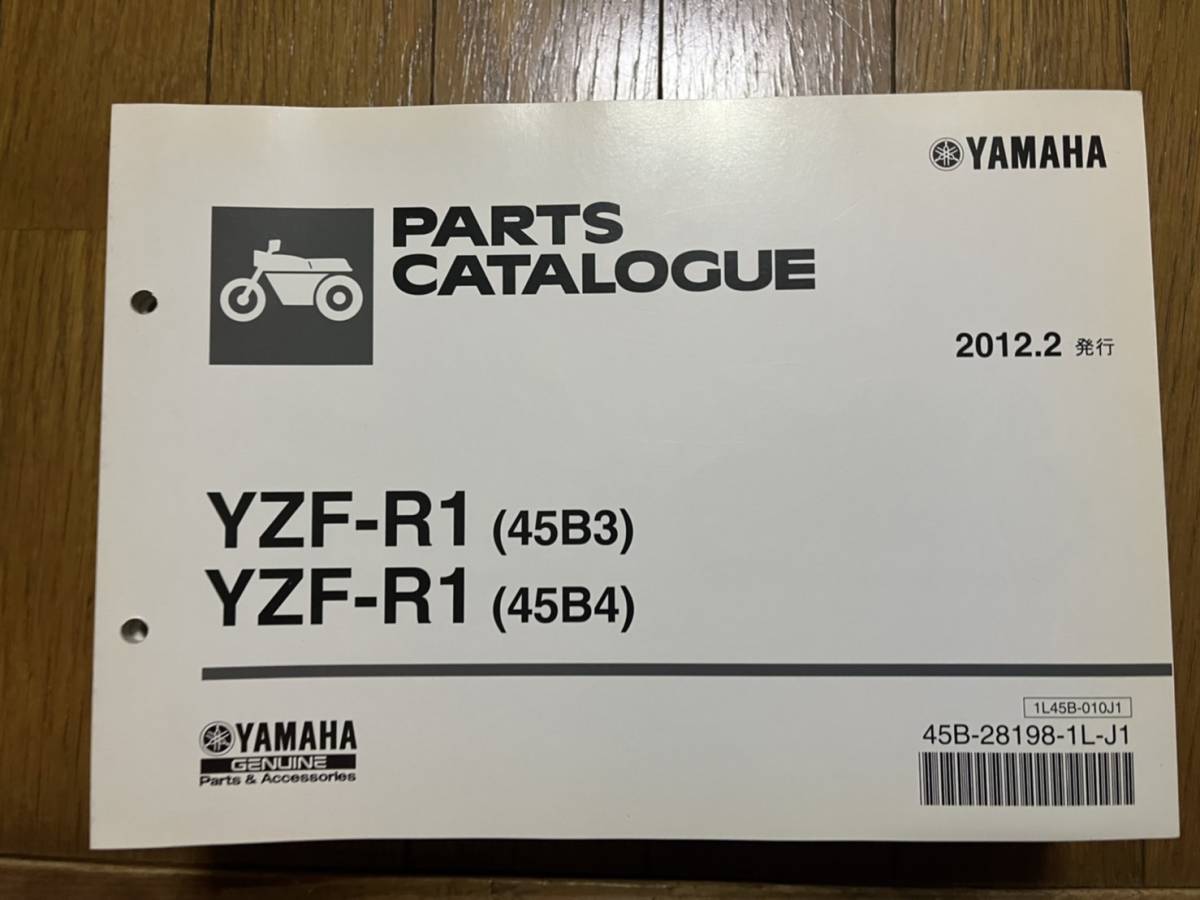 YAMAHA
PARTS
CATALOGUE
2012.2 発行
YZF-R1 (45B3)
YZF-R1 (45B4)
YAMAHA
GENUINE
Parts & Accessories
1L45B-010J1
45B-28198-1L-J1